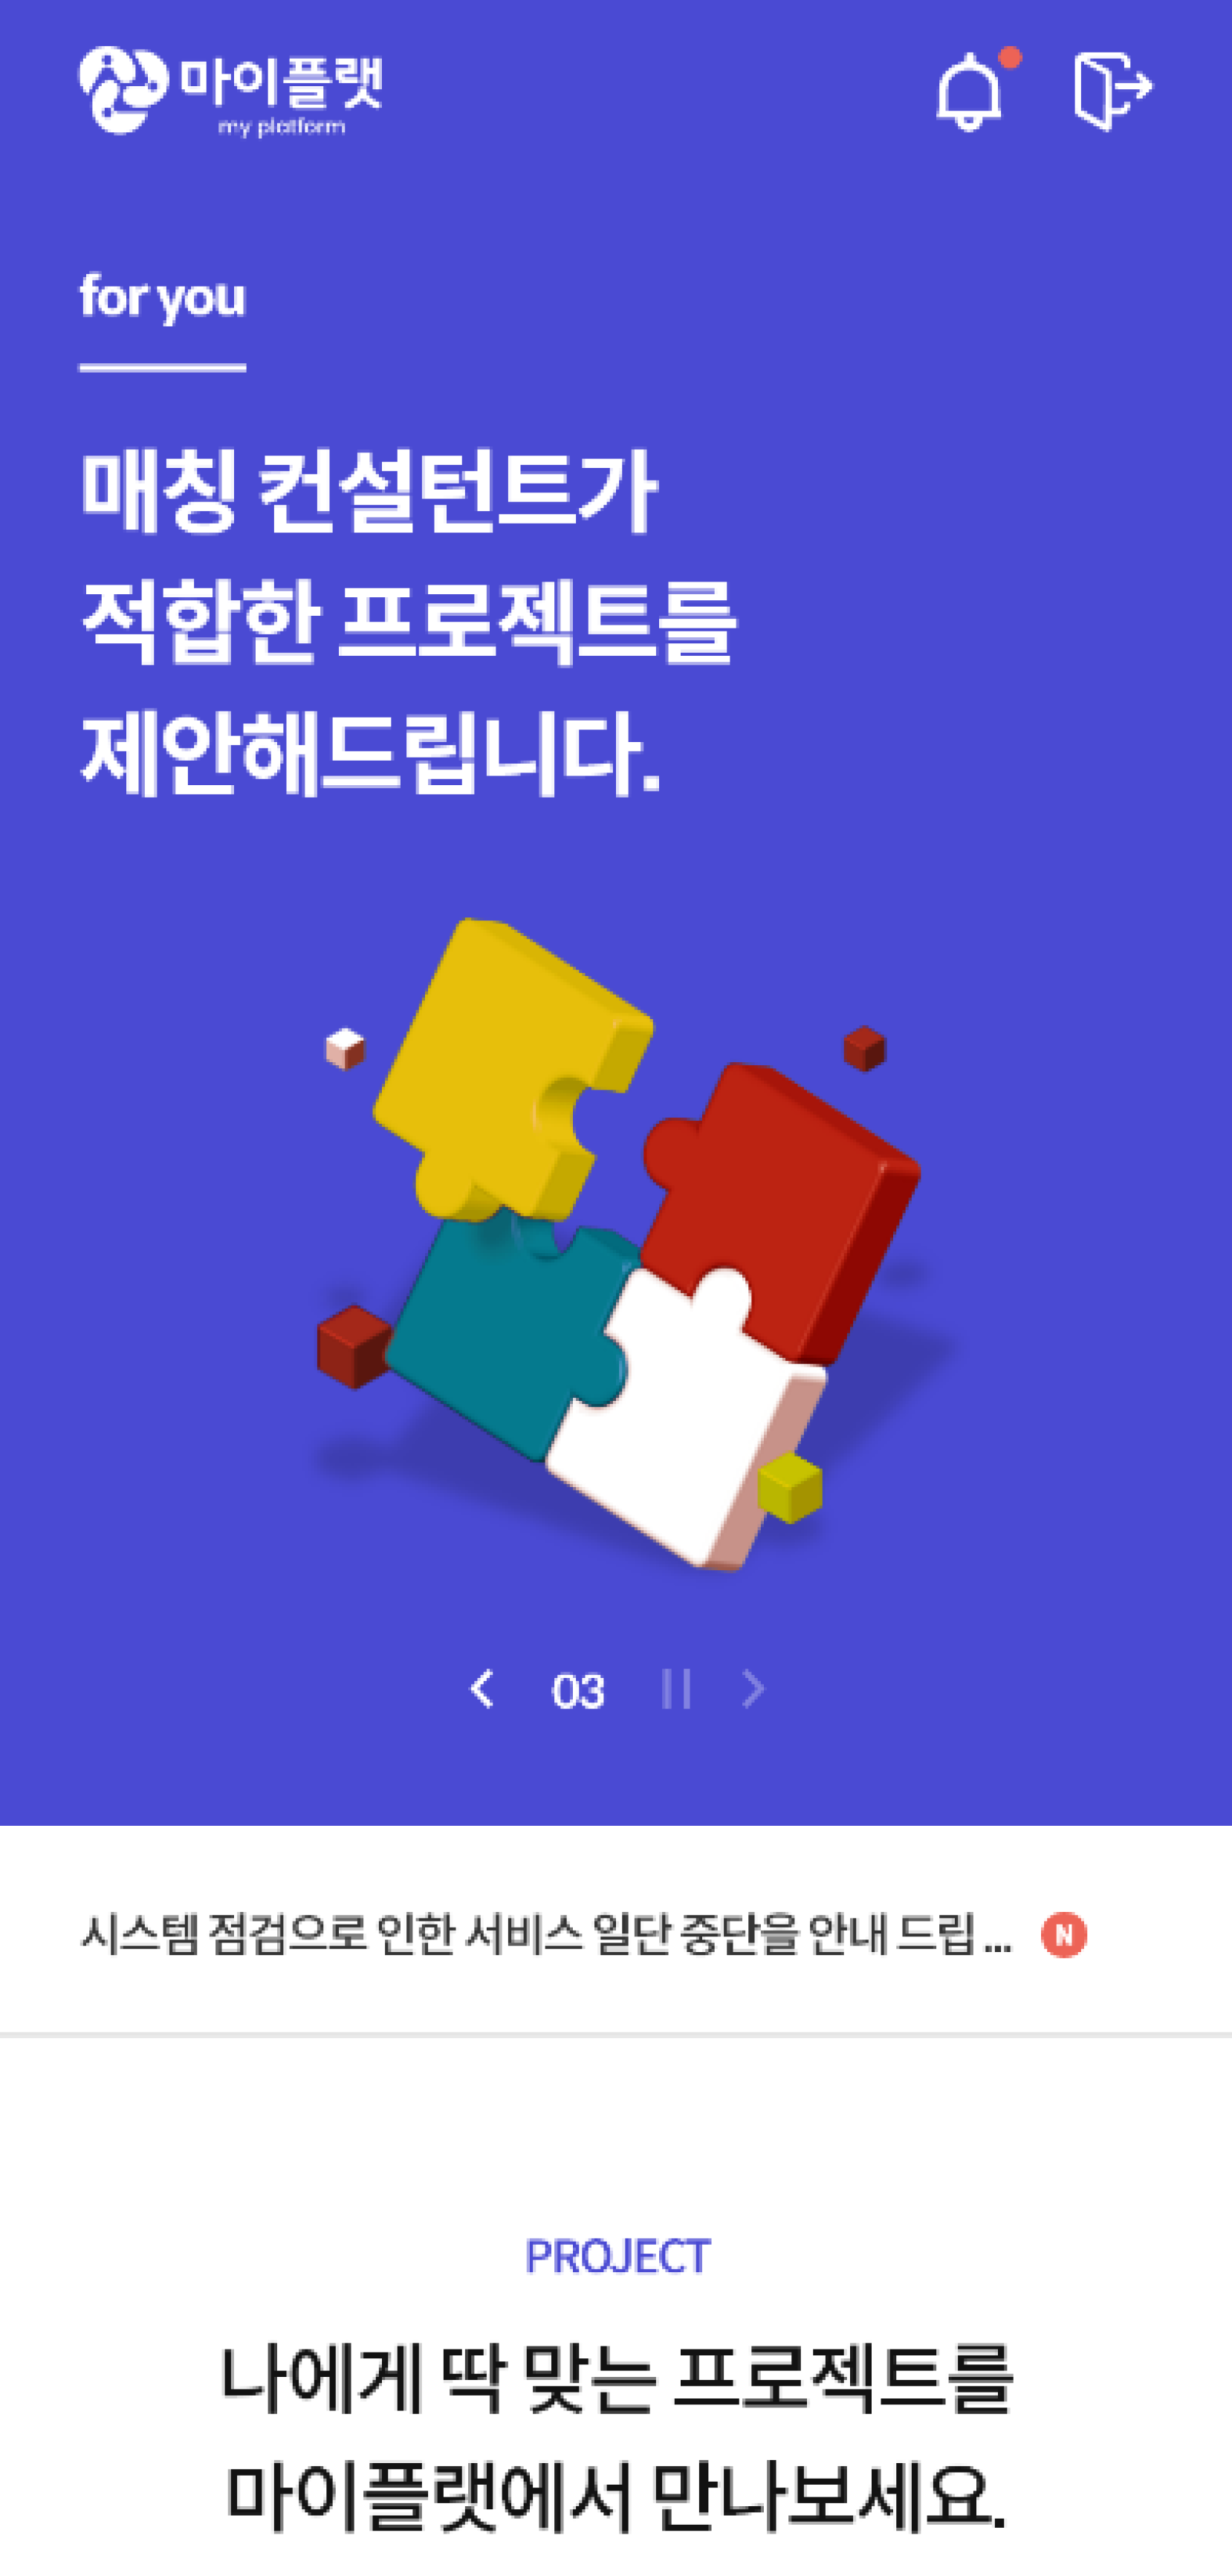 마이플랫
my platform
for you
매칭 컨설턴트가
적합한 프로젝트를
제안해드립니다.
03
시스템 점검으로 인한 서비스 일단 중단을 안내 드립 ... N
PROJECT
나에게 딱 맞는 프로젝트를
마이플랫에서 만나보세요.